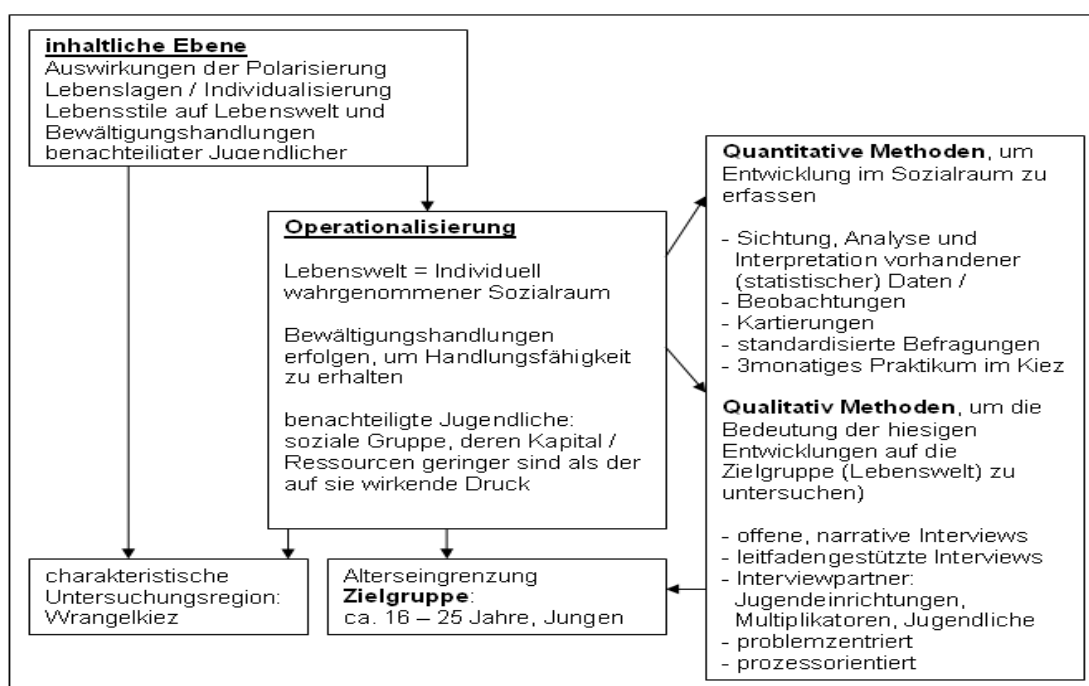 inhaltliche Ebene
Auswirkungen der Polarisierung
Lebenslagen / Individualisierung
Lebensstile auf Lebenswelt und
Bewältigungshandlungen
benachteiligter Jugendlicher
Operationalisierung
Lebenswelt = Individuell
wahrgenommener Sozialraum
Bewältigungshandlungen
erfolgen, um Handlungsfähigkeit
zu erhalten
benachteiligte Jugendliche:
soziale Gruppe, deren Kapital /
Ressourcen geringer sind als der
auf sie wirkende Druck
Quantitative Methoden, um
Entwicklung im Sozialraum zu
erfassen
- Sichtung, Analyse und
Interpretation vorhandener
(statistischer) Daten /
- Beobachtungen
- Kartierungen
- standardisierte Befragungen
- 3monatiges Praktikum im Kiez
Qualitativ Methoden, um die
Bedeutung der hiesigen
Entwicklungen auf die
Zielgruppe (Lebenswelt) zu
untersuchen)
- offene, narrative Interviews
- leitfadengestützte Interviews
- Interviewpartner:
Jugendeinrichtungen,
Multiplikatoren, Jugendliche
- problemzentriert
- prozessorientiert
charakteristische
Untersuchungsregion:
Wrangelkiez
Alterseingrenzung
Zielgruppe:
ca. 16 – 25 Jahre, Jungen